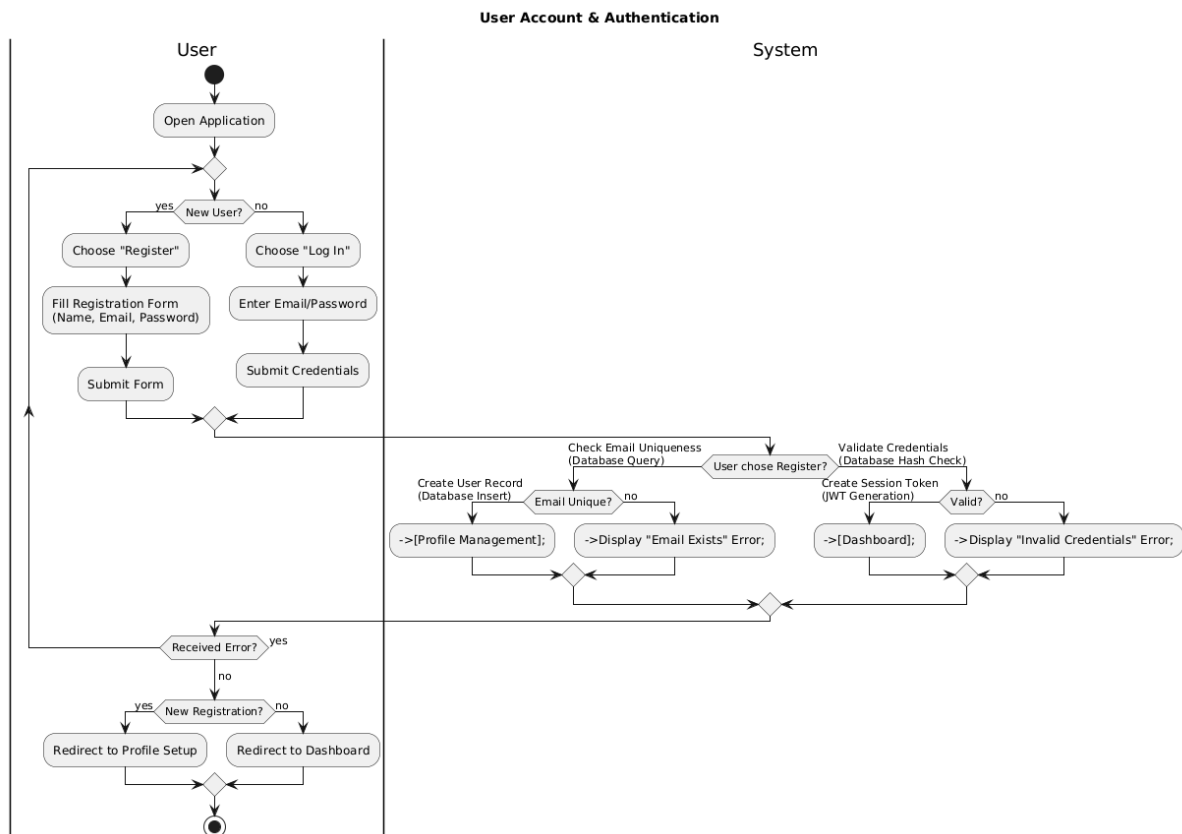 User Account & Authentication
User
System
Open Application
yes
New User?
no
Choose "Register"
Choose "Log In"
Fill Registration Form
(Name, Email, Password)
Enter Email/Password
Submit Form
Submit Credentials
Check Email Uniqueness
(Database Query)
User chose Register?
Validate Credentials
(Database Hash Check)
Create User Record
(Database Insert)
Email Unique?
no
Create Session Token
(JWT Generation)
Valid?
no
->[Profile Management];
->Display "Email Exists" Error;
->[Dashboard];
->Display "Invalid Credentials" Error;
Received Error?
yes
no
yes
New Registration?
no
Redirect to Profile Setup
Redirect to Dashboard